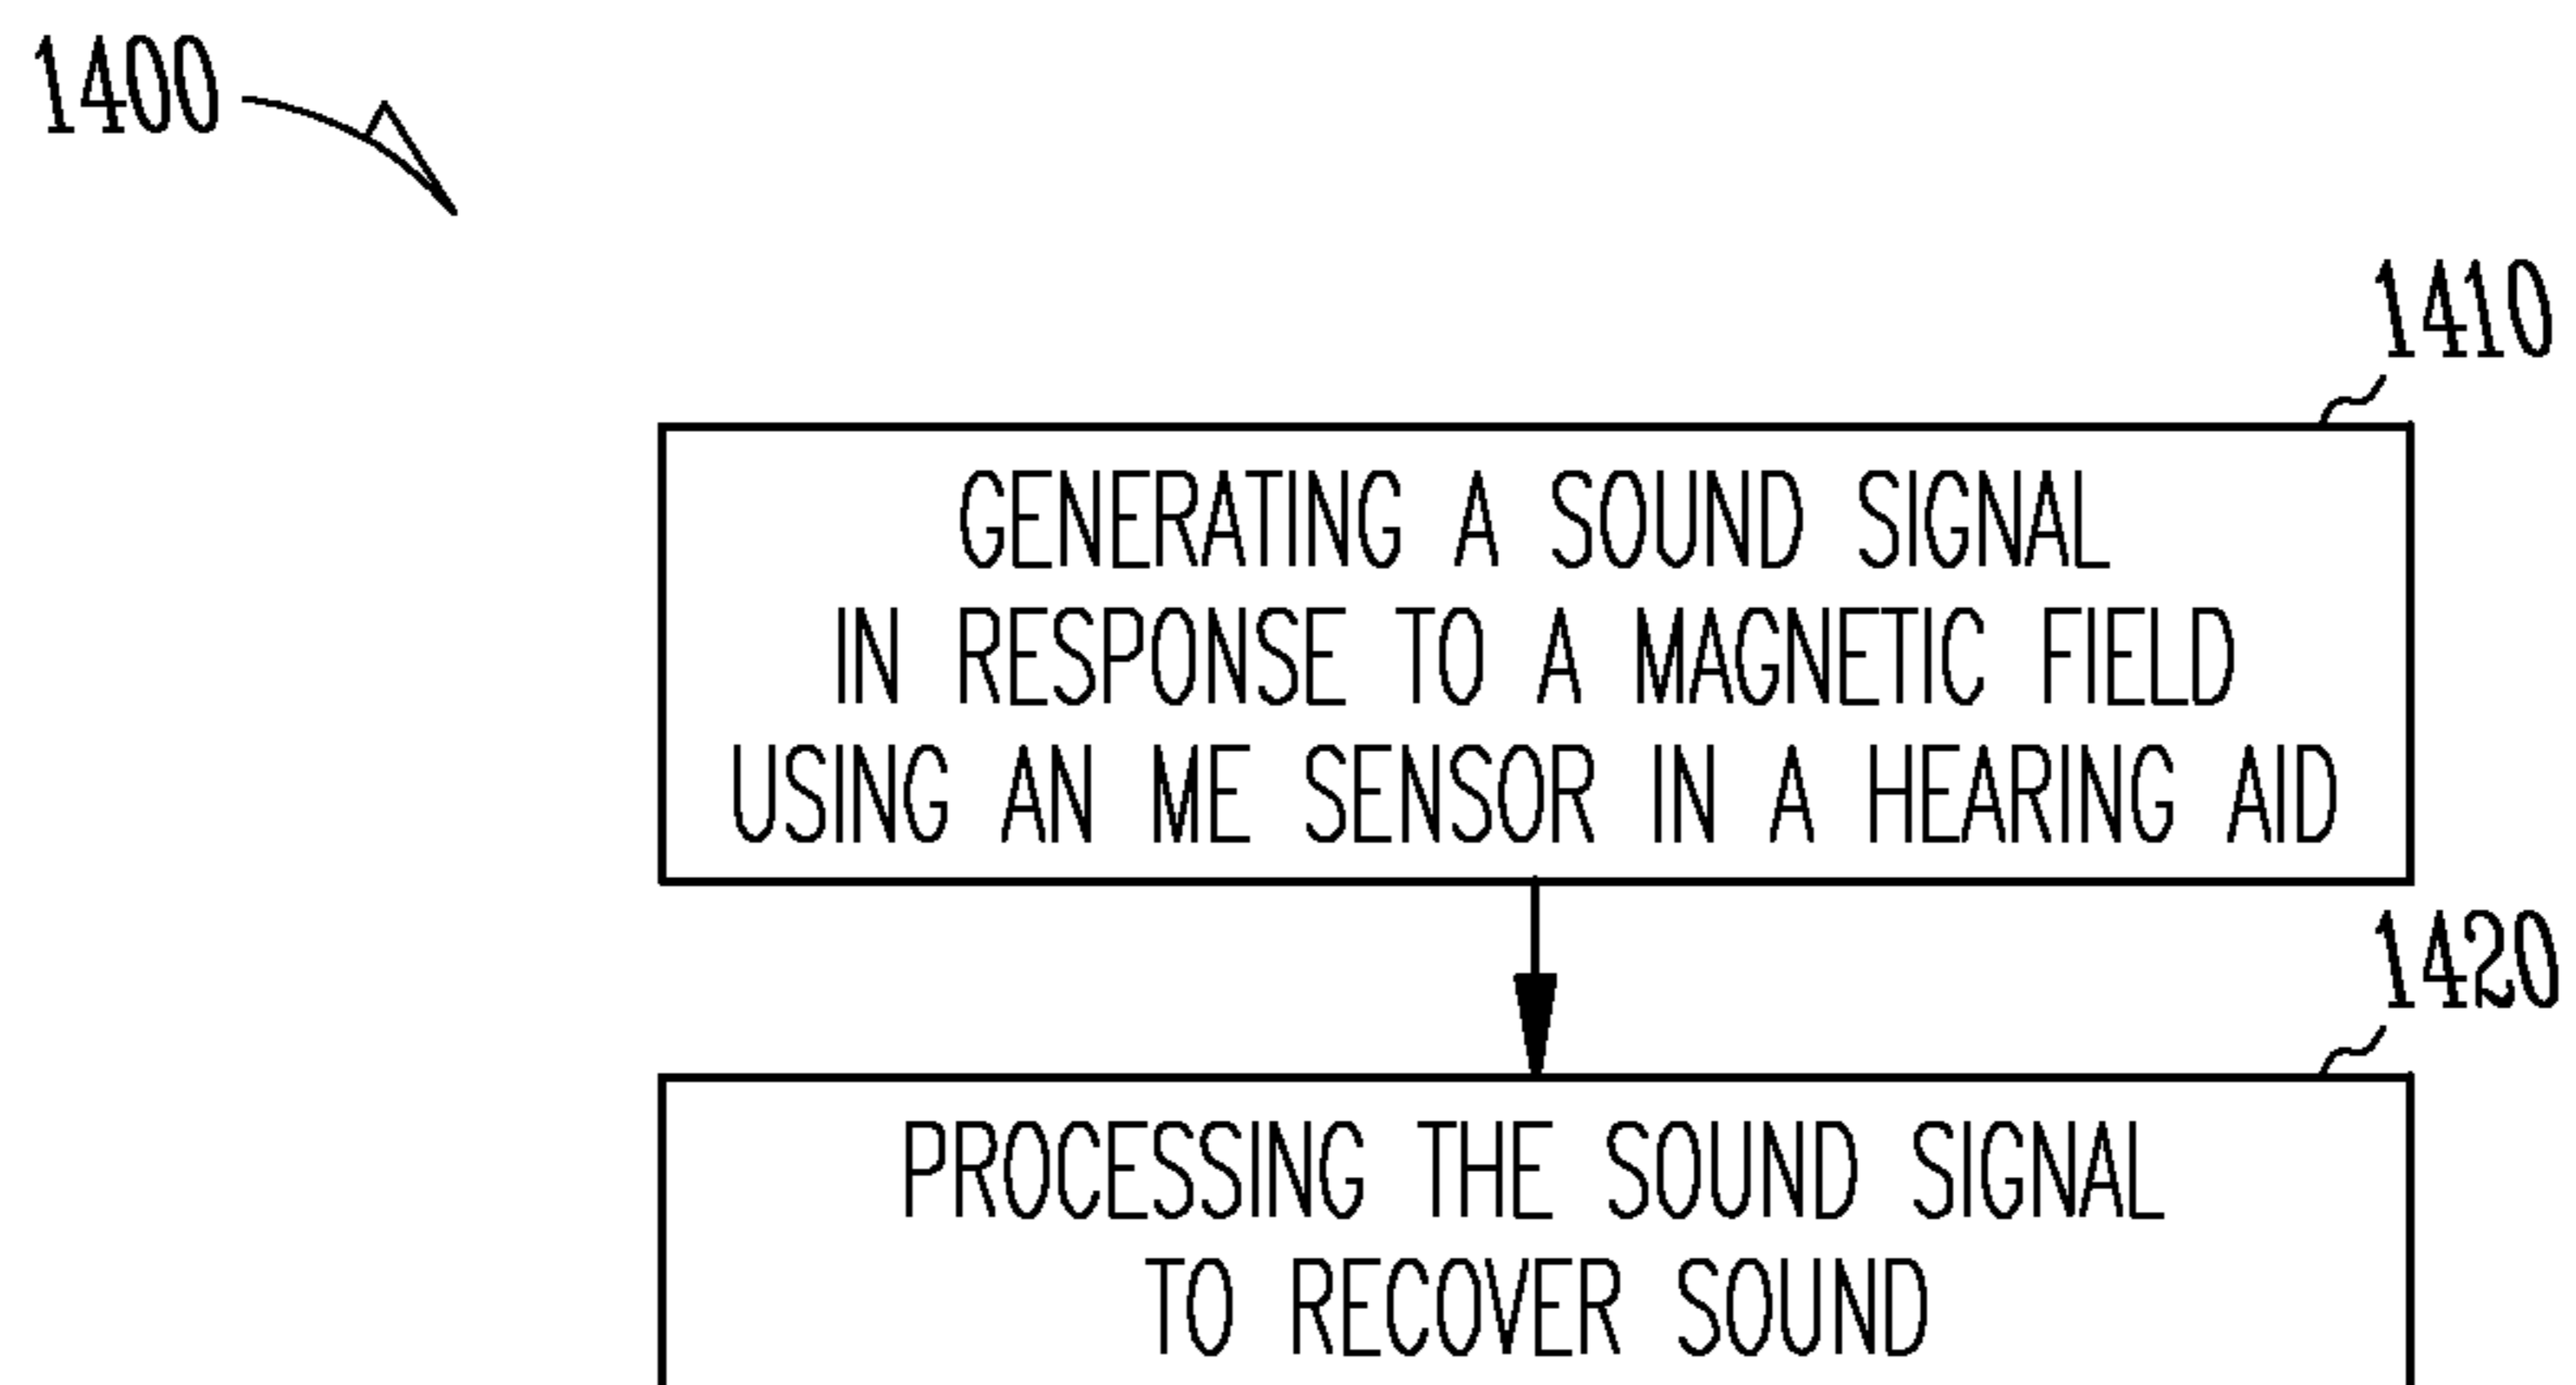 1400
1410
GENERATING A SOUND SIGNAL
IN RESPONSE TO A MAGNETIC FIELD
USING AN ME SENSOR IN A HEARING AID
1420
PROCESSING THE SOUND SIGNAL
TO RECOVER SOUND